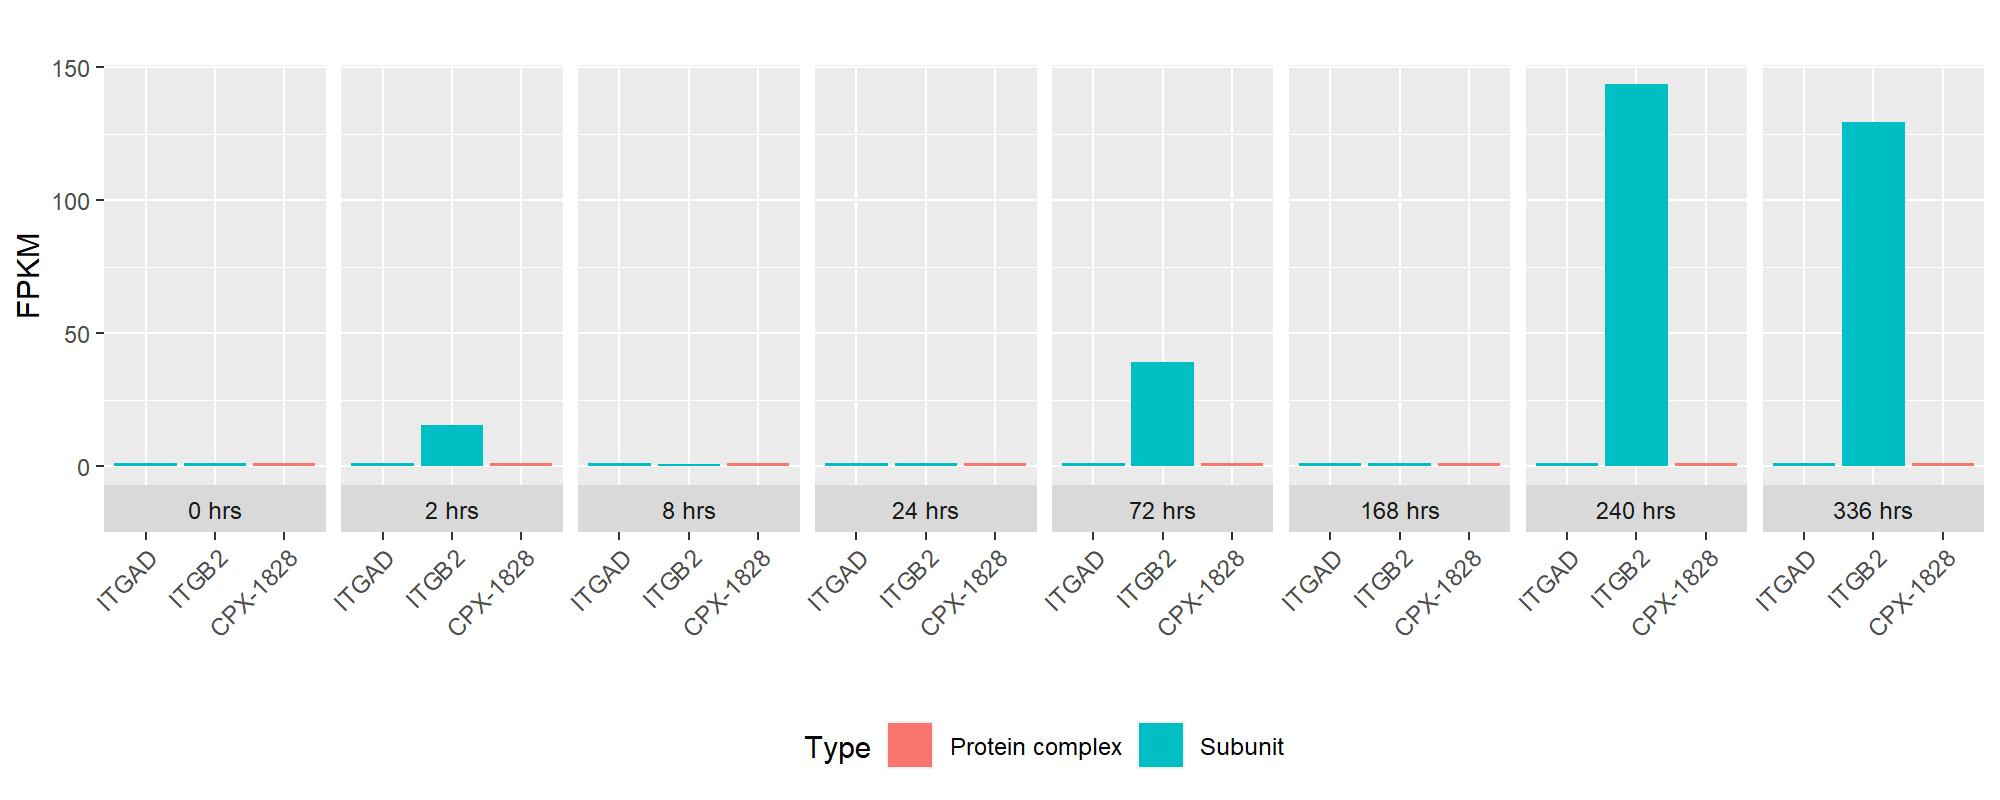 150
100
50
0
FPKM
0 hrs 2 hrs 8 hrs 24 hrs 72 hrs 168 hrs 240 hrs 336 hrs
ITGAD ITGB2 CPX-1828 ITGAD ITGB2 CPX-1828 ITGAD ITGB2 CPX-1828 ITGAD ITGB2 CPX-1828 ITGAD ITGB2 CPX-1828 ITGAD ITGB2 CPX-1828 ITGAD ITGB2 CPX-1828 ITGAD ITGB2 CPX-1828
Type Protein complex Subunit